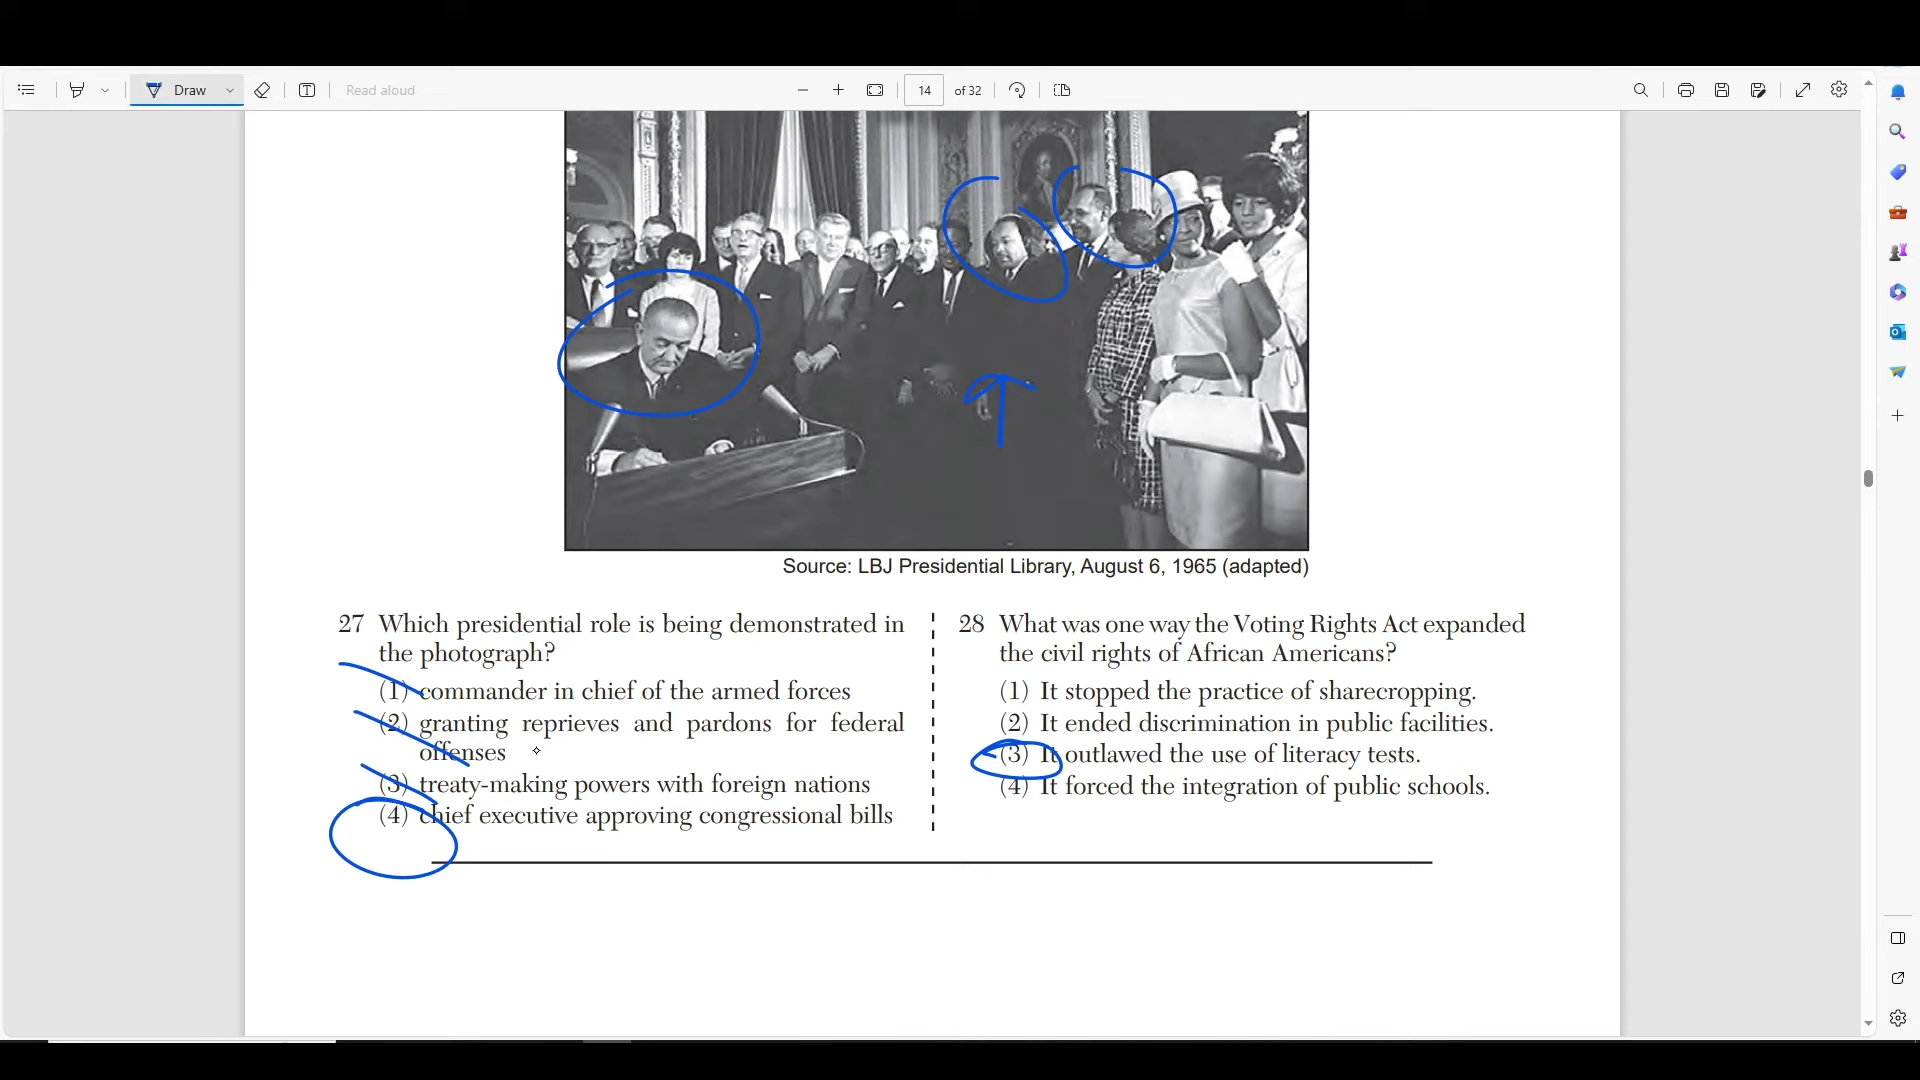 Draw
Read aloud
14
of 32
Source: LBJ Presidential Library, August 6, 1965 (adapted)
27 Which presidential role is being demonstrated in
the photograph?
(1) commander in chief of the armed forces
(2) granting reprieves and pardons for federal
offenses
(3) treaty-making powers with foreign nations
(4) chief executive approving congressional bills
28 What was one way the Voting Rights Act expanded
the civil rights of African Americans?
(1) It stopped the practice of sharecropping.
(2) It ended discrimination in public facilities.
(3) It outlawed the use of literacy tests.
(4) It forced the integration of public schools.